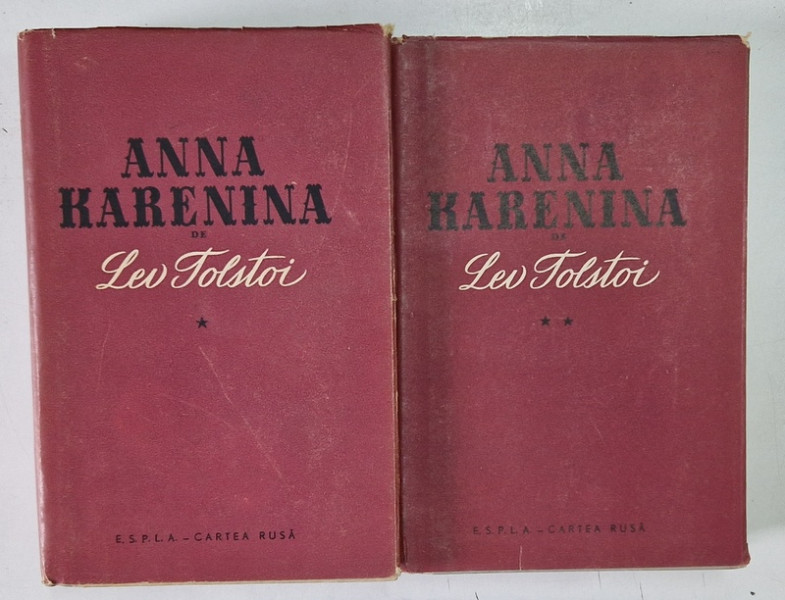 ANNA
KARENINA
DE
Lev Tolstoi
★
E.S.P.L.A. – CARTEA RUSĂ
ANNA
KARENINA
DE
Lev Tolstoi
★ ★
E.S.P.L.A. – CARTEA RUSĂ